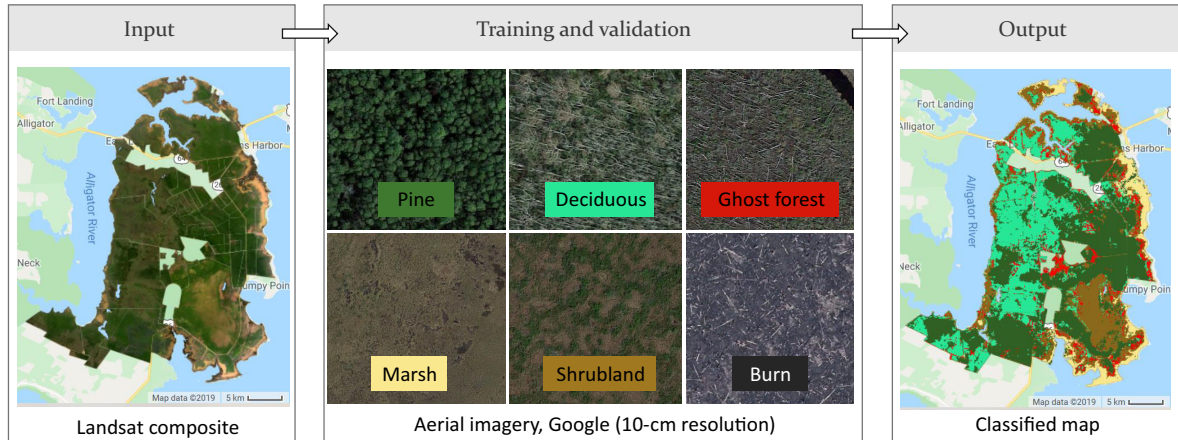 Input
Training and validation
Output
Fort Landing
Alligator
64
Alligator River
Neck
Map data ©2019 5 km
Landsat composite
Pine
Deciduous
Ghost forest
Marsh
Shrubland
Burn
Aerial imagery, Google (10-cm resolution)
Fort Landing
Alligator
64
Alligator River
Neck
Map data ©2019 5 km
Classified map